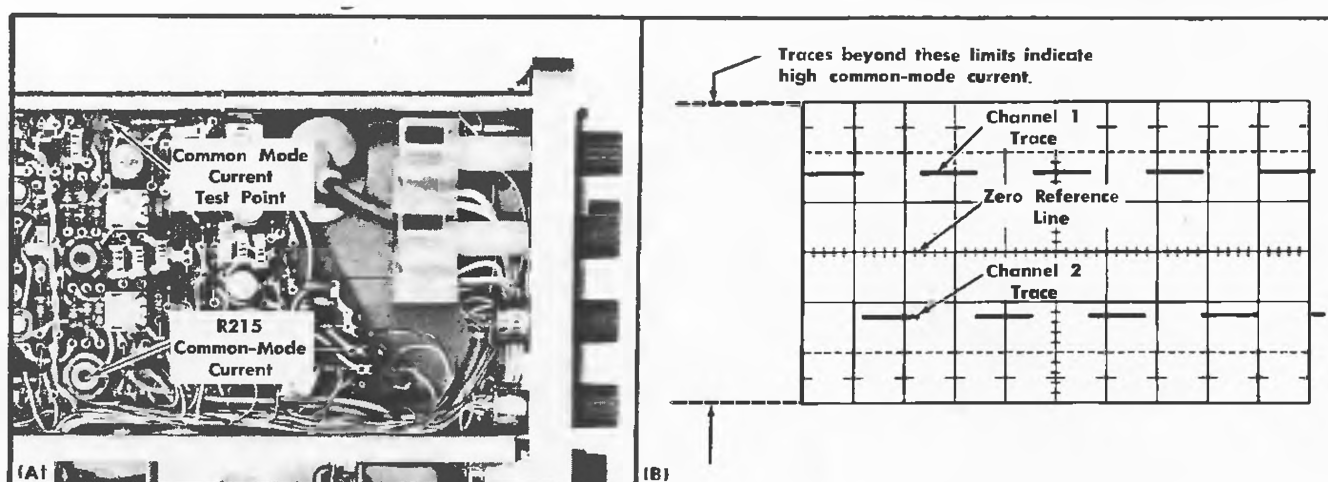 Common Mode
Current
Test Point
R215
Common-Mode
Current
(A)
Traces beyond these limits indicate
high common-mode current.
Channel 1
Trace
Zero Reference
Line
Channel 2
Trace
(B)